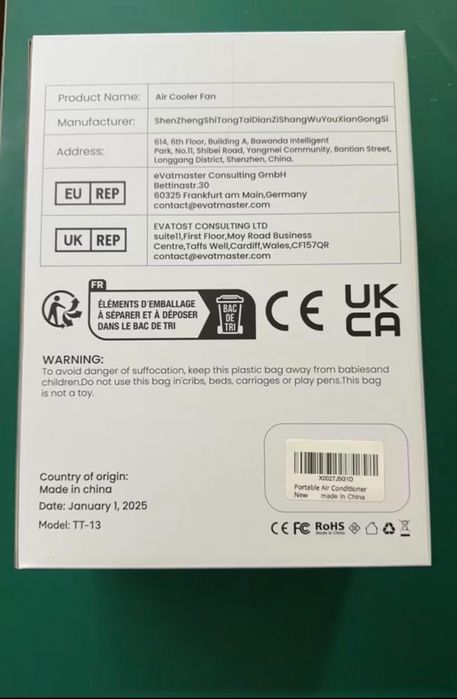 Product Name: Air Cooler Fan
Manufacturer: ShenZhengShiTongTaiDianZiShangWuYouXianGongSi
Address: 614, 6th Floor, Building A, Bawanda Intelligent
Park, No.11, Shibei Road, Yangmei Community, Bantian Street,
Longgang District, Shenzhen, China.
EU REP
eVatmaster Consulting GmbH
Bettinastr.30
60325 Frankfurt am Main,Germany
contact@evatmaster.com
UK REP
EVATOST CONSULTING LTD
suite11,First Floor,Moy Road Business
Centre,Taffs Well,Cardiff,Wales,CF157QR
contact@evatmaster.com
FR
ÉLÉMENTS D'EMBALLAGE
À SÉPARER ET À DÉPOSER
DANS LE BAC DE TRI
BAC
DE
TRI
CE
UK
CA
WARNING:
To avoid danger of suffocation, keep this plastic bag away from babiesand
children.Do not use this bag in cribs, beds, carriages or play pens.This bag
is not a toy.
X0027J5G1D
Portable Air Conditioner
New made in China
Country of origin:
Made in china
Date: January 1, 2025
Model: TT-13
CE FC RoHS
Made in China